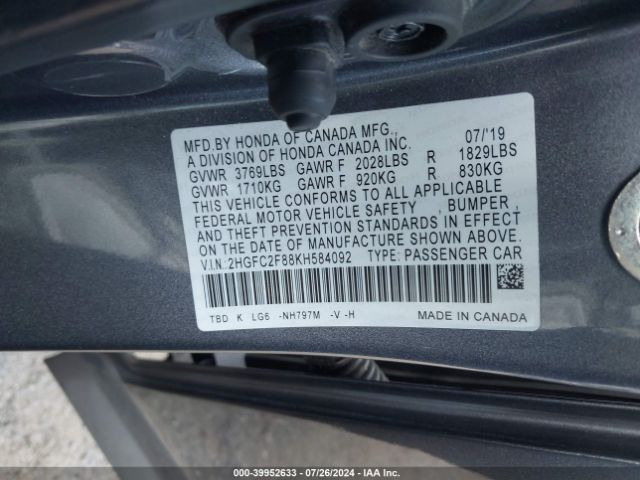 MFD.BY HONDA OF CANADA MFG., 07/'19
A DIVISION OF HONDA CANADA INC.
GVWR 3769LBS GAWR F 2028LBS R 1829LBS
GVWR 1710KG GAWR F 920KG R 830KG
THIS VEHICLE CONFORMS TO ALL APPLICABLE
FEDERAL MOTOR VEHICLE SAFETY , BUMPER ,
AND THEFT PREVENTION STANDARDS IN EFFECT ON
THE DATE OF MANUFACTURE SHOWN ABOVE.
V.I.N: 2HGFC2F88KH584092 TYPE: PASSENGER CAR
TBD K LG6 -NH797M -V -H MADE IN CANADA
000-39952633 - 07/26/2024 - IAA Inc.